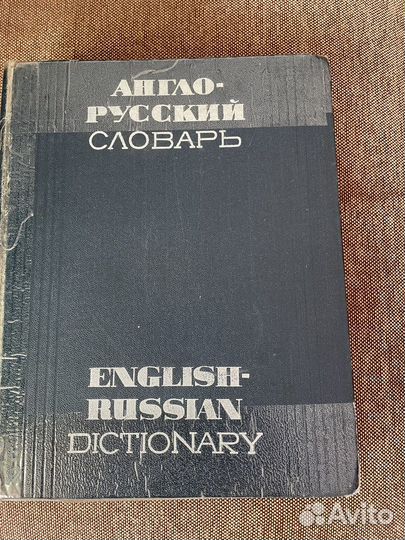 АНГЛО-
РУССКИЙ
СЛОВАРЬ
ENGLISH-
RUSSIAN
DICTIONARY
Avito